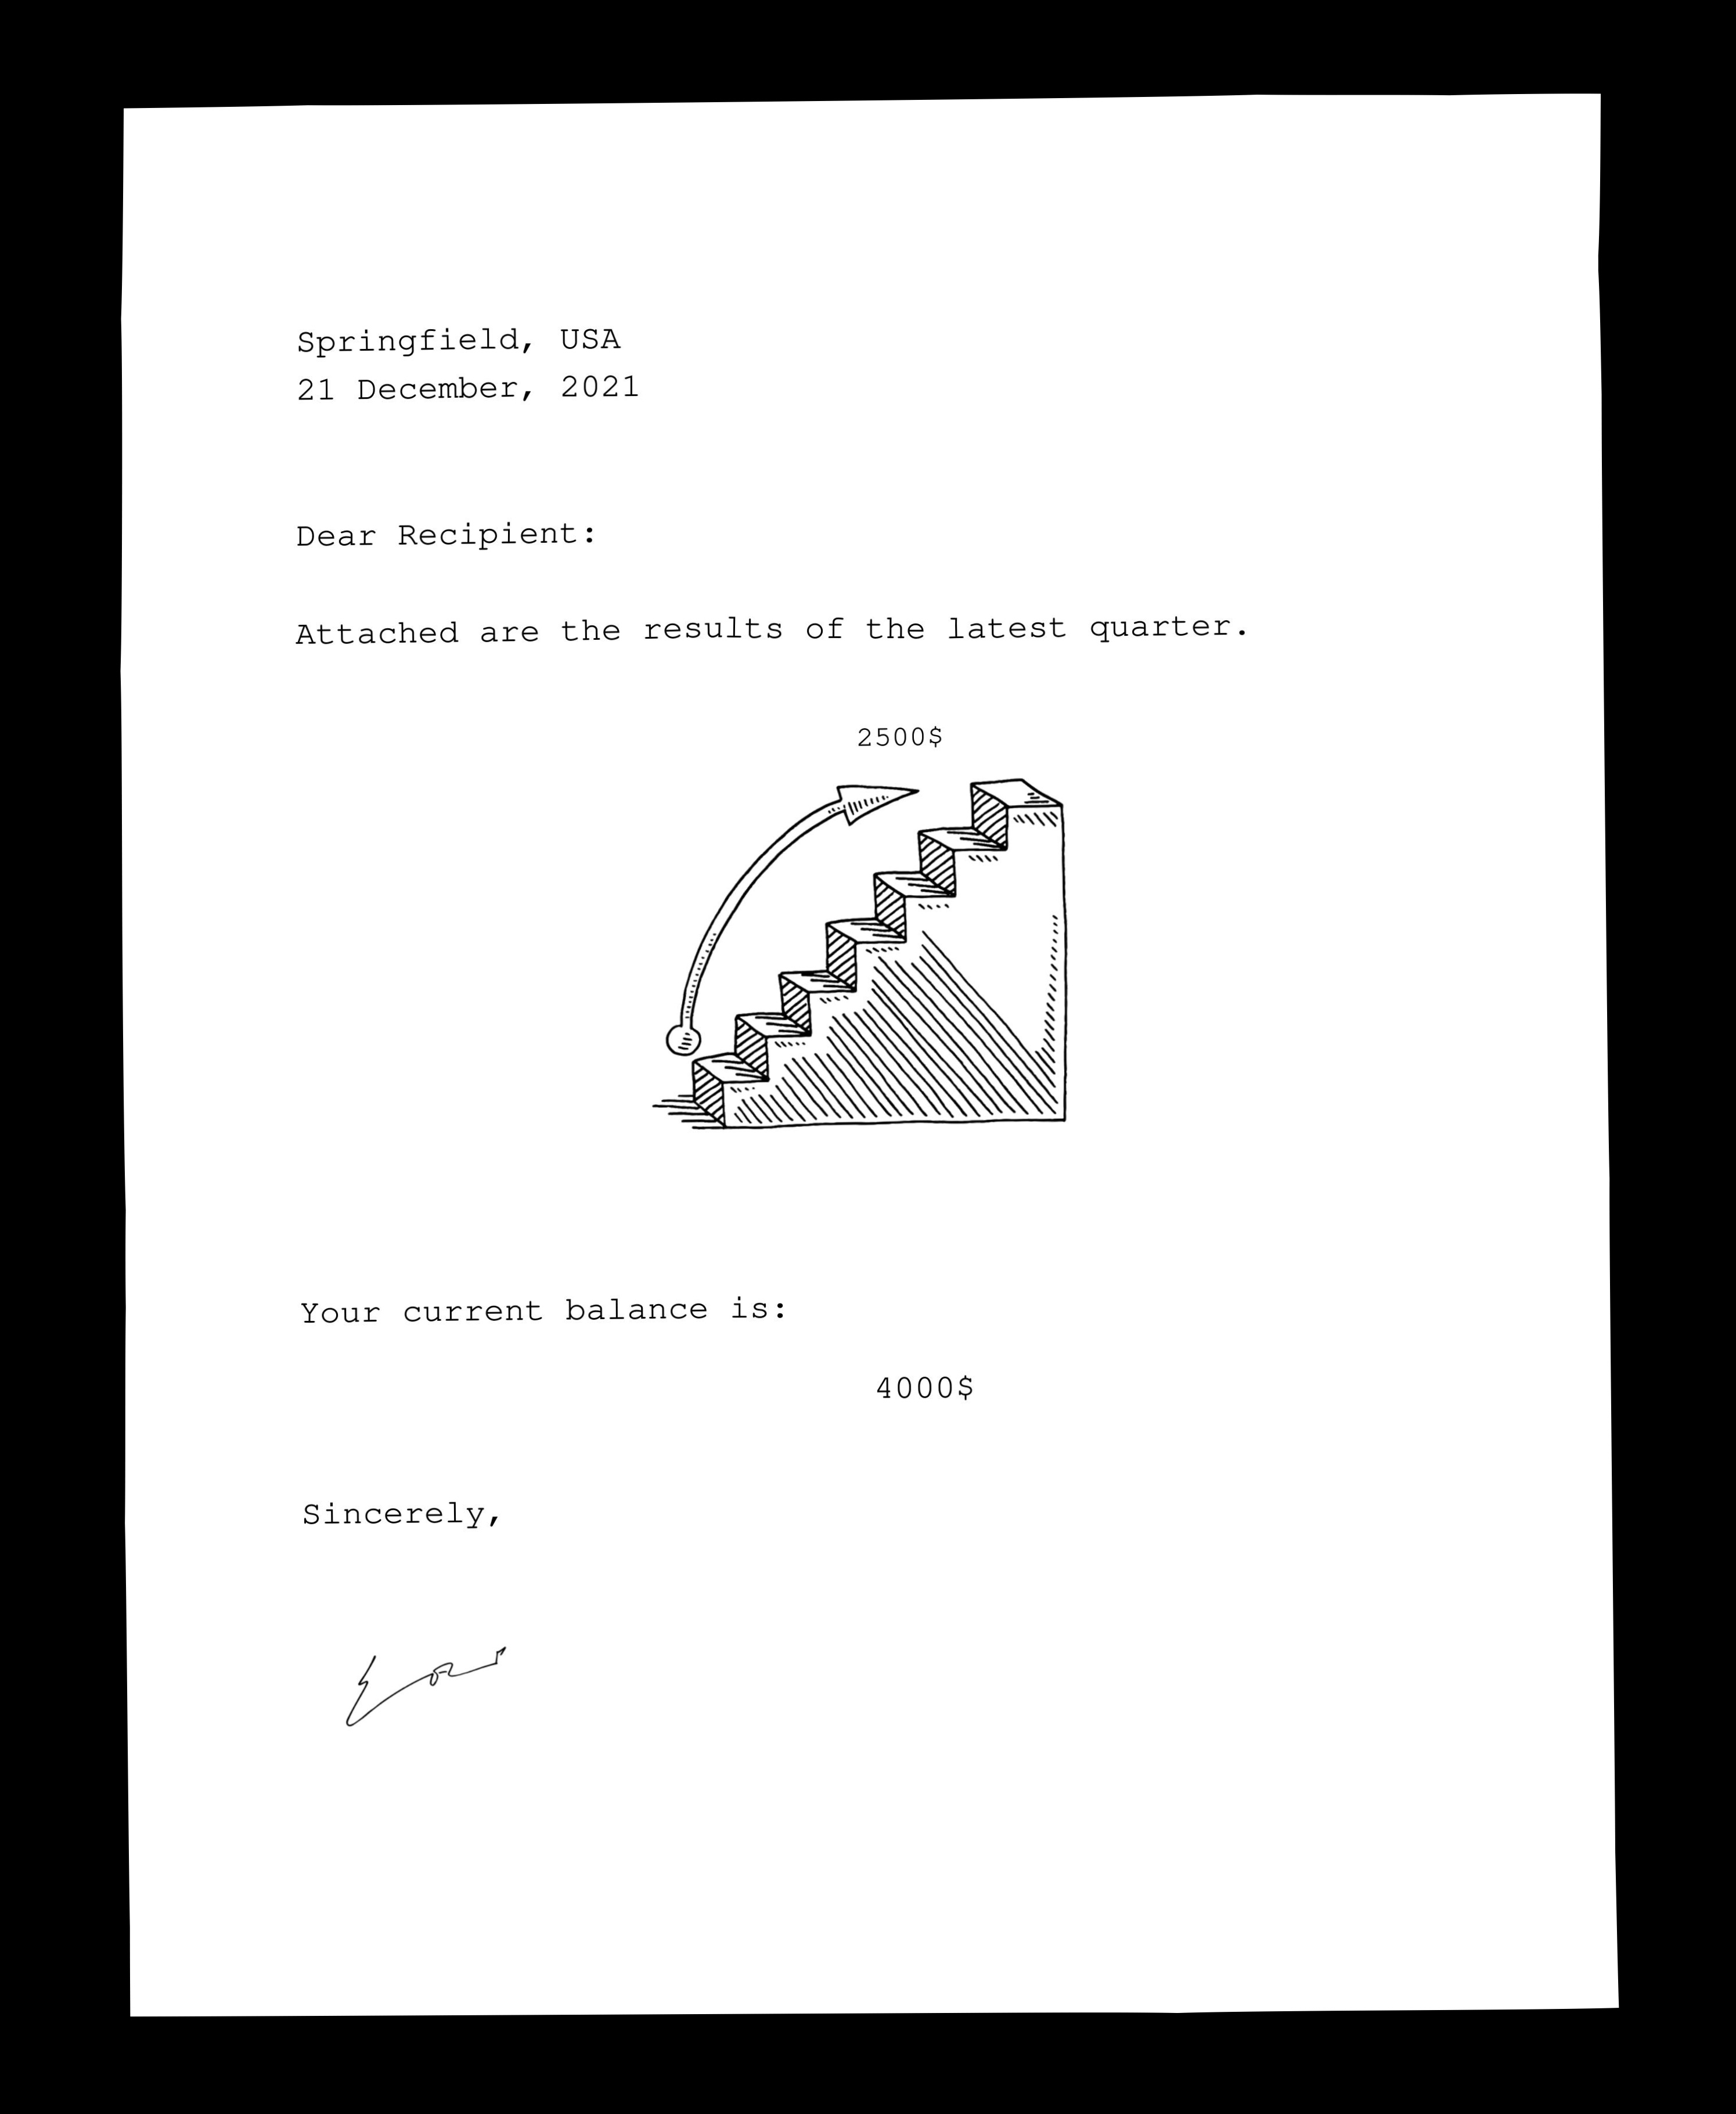 Springfield, USA
21 December, 2021
Dear Recipient:
Attached are the results of the latest quarter.
2500$
Your current balance is:
4000$
Sincerely,